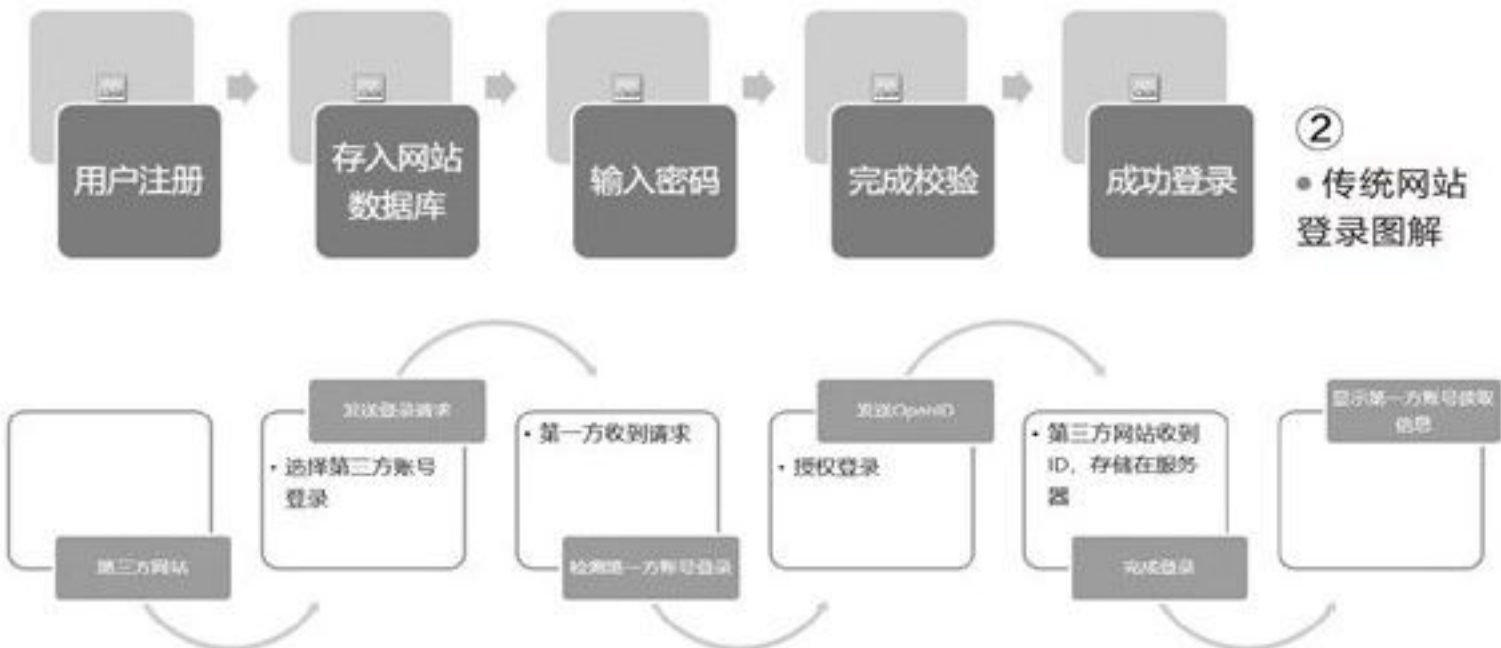 用户注册
存入网站
数据库
输入密码
完成校验
成功登录
②
• 传统网站
登录图解
发送登录请求
发送OpenID
显示第一方账号获取
信息
• 选择第三方账号
登录
• 第一方收到请求
• 授权登录
• 第三方网站收到
ID，存储在服务
器
第三方网站
检测第一方账号登录
完成登录